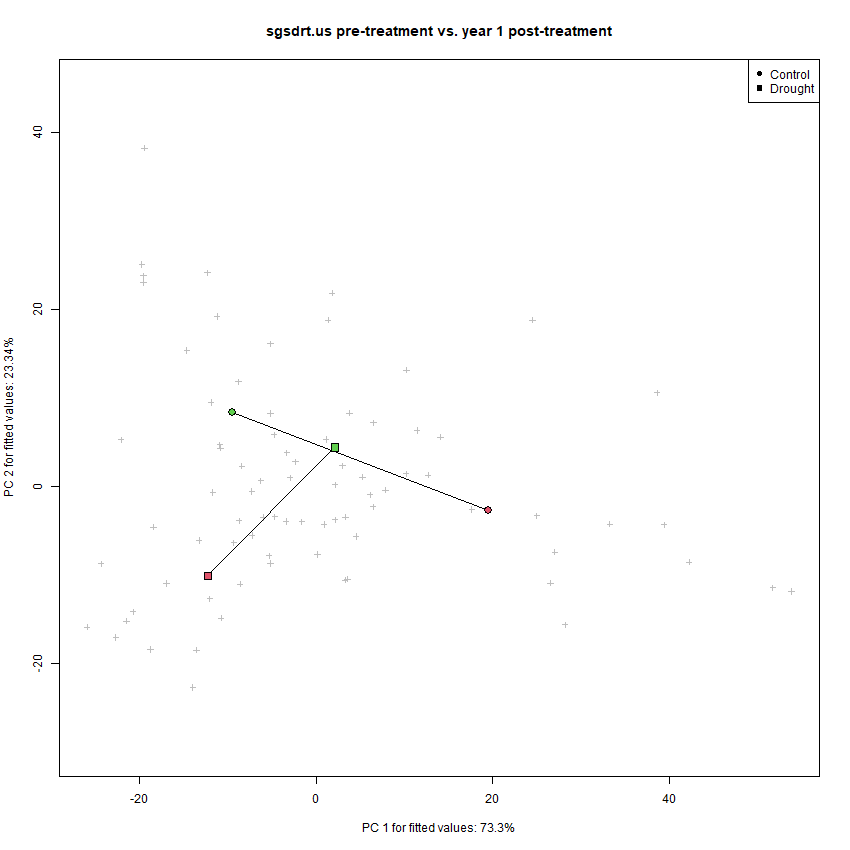 sgsdrt.us pre-treatment vs. year 1 post-treatment
Control
Drought
40
20
0
-20
PC 2 for fitted values: 23.34%
-20
0
20
40
PC 1 for fitted values: 73.3%